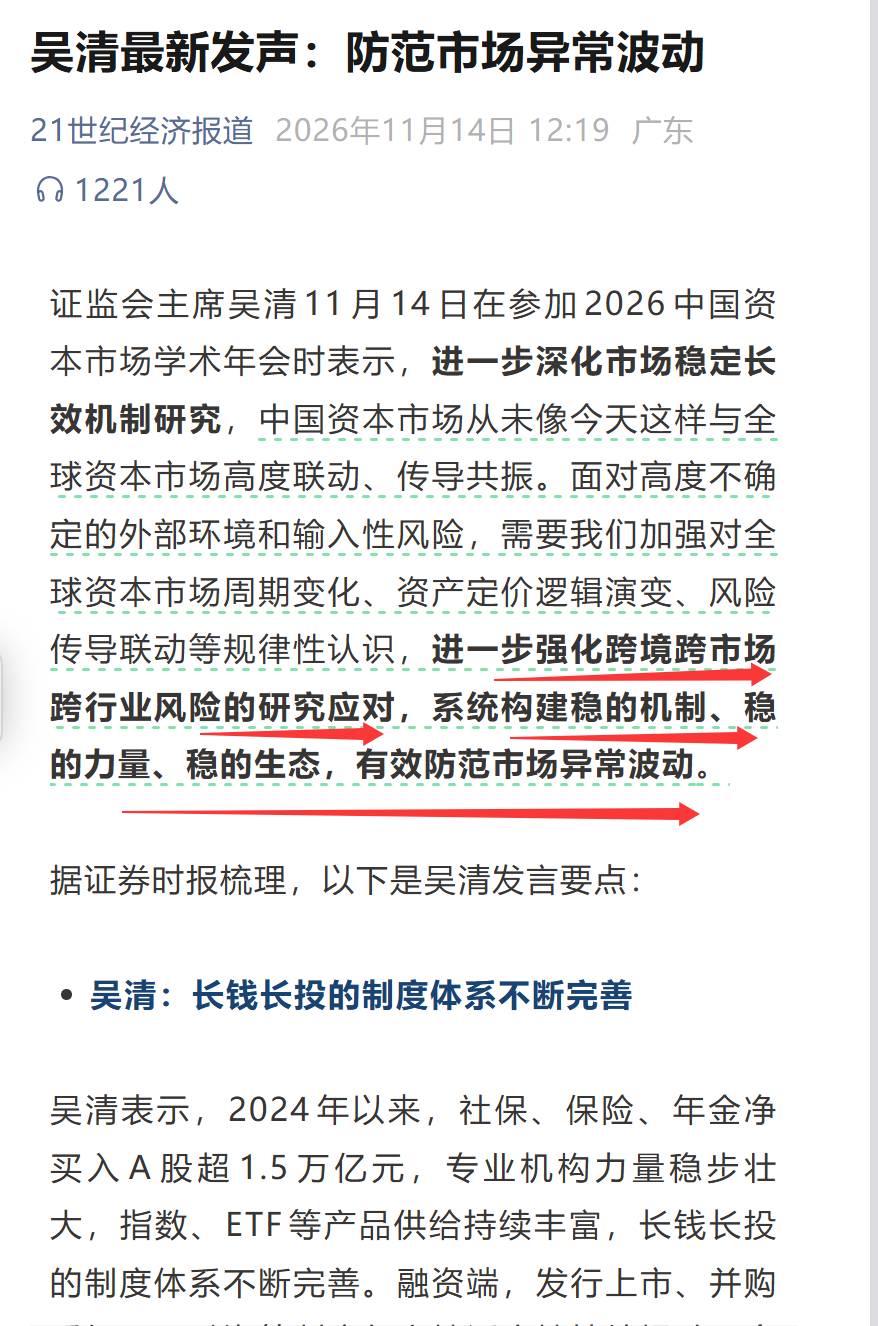 吴清最新发声：防范市场异常波动
21世纪经济报道 2026年11月14日 12:19 广东
1221人
证监会主席吴清11月14日在参加2026中国资
本市场学术年会时表示，进一步深化市场稳定长
效机制研究，中国资本市场从未像今天这样与全
球资本市场高度联动、传导共振。面对高度不确
定的外部环境和输入性风险，需要我们加强对全
球资本市场周期变化、资产定价逻辑演变、风险
传导联动等规律性认识，进一步强化跨境跨市场
跨行业风险的研究应对，系统构建稳的机制、稳
的力量、稳的生态，有效防范市场异常波动。
据证券时报梳理，以下是吴清发言要点：
• 吴清：长钱长投的制度体系不断完善
吴清表示，2024年以来，社保、保险、年金净
买入A股超1.5万亿元，专业机构力量稳步壮
大，指数、ETF等产品供给持续丰富，长钱长投
的制度体系不断完善。融资端，发行上市、并购